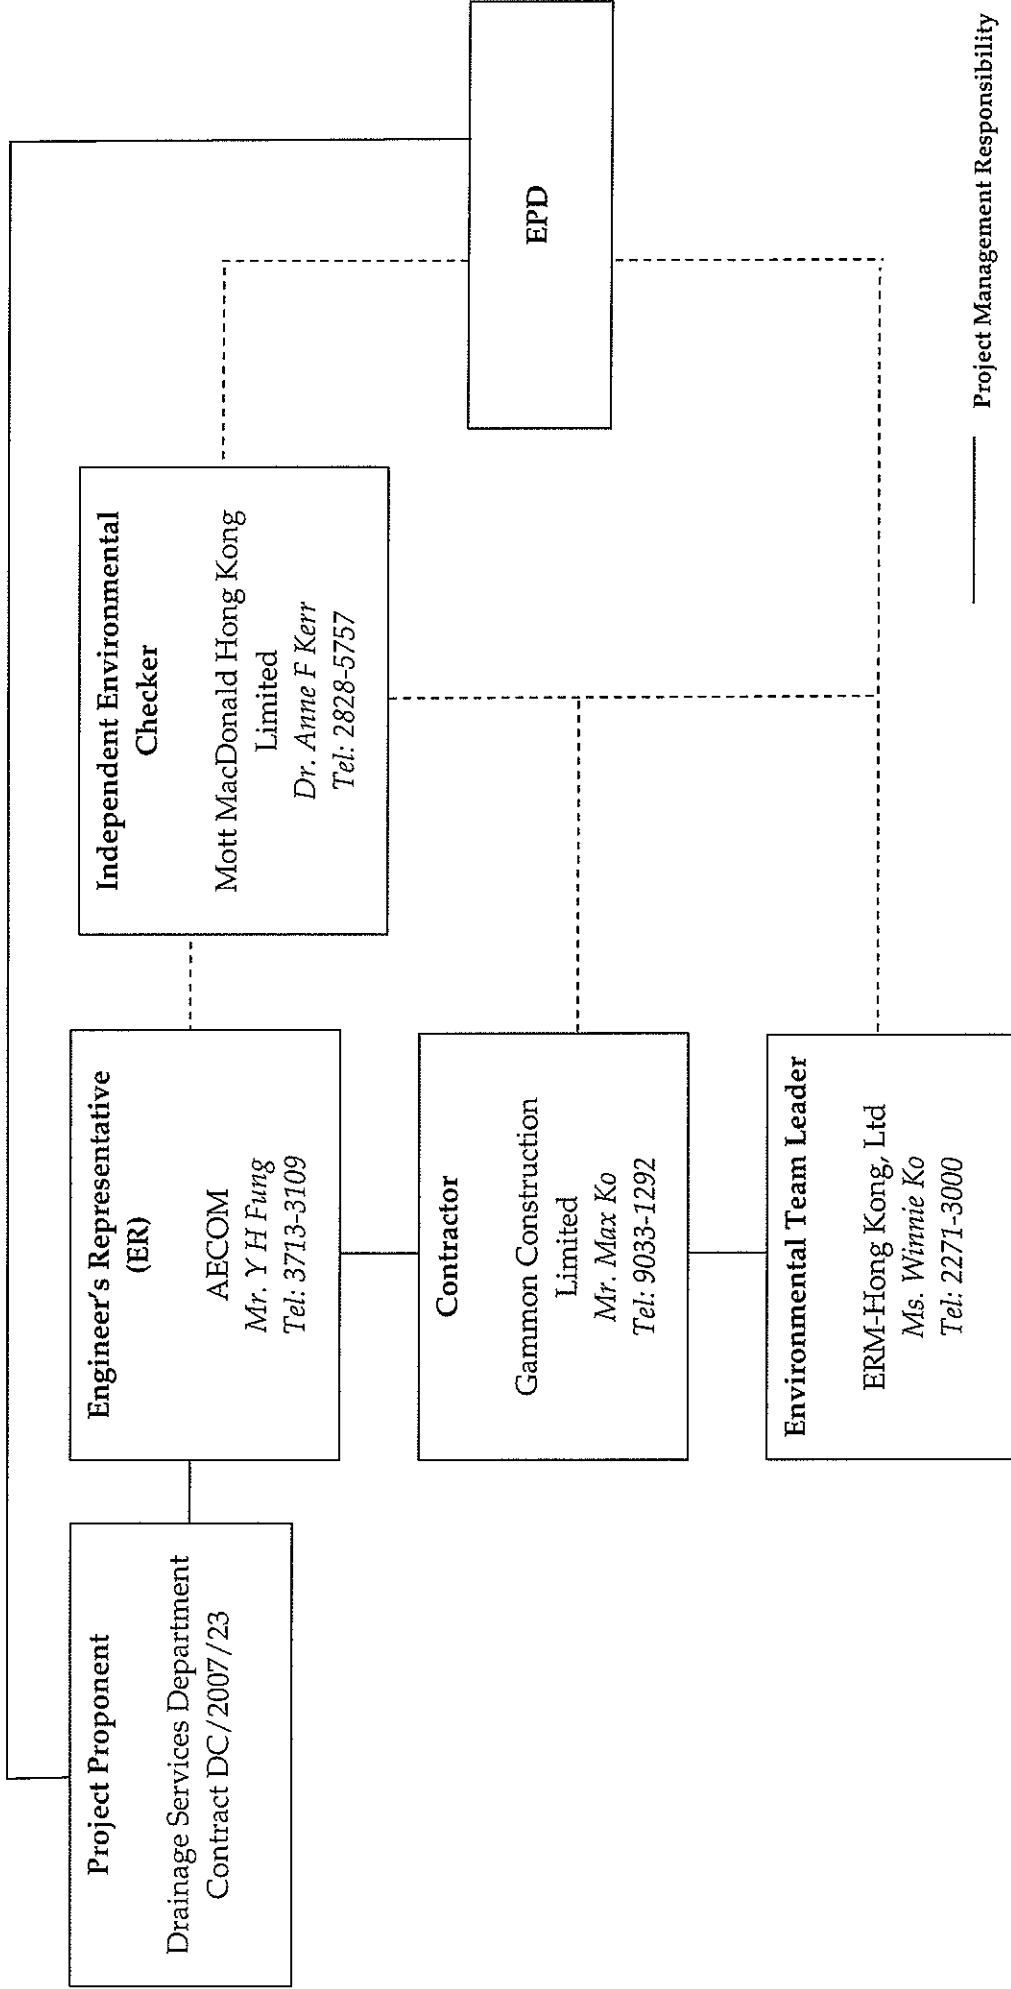 Project Proponent
Drainage Services Department
Contract DC/2007/23
Engineer's Representative
(ER)
AECOM
Mr. Y H Fung
Tel: 3713-3109
Independent Environmental
Checker
Mott MacDonald Hong Kong
Limited
Dr. Anne F Kerr
Tel: 2828-5757
Contractor
Gammon Construction
Limited
Mr. Max Ko
Tel: 9033-1292
EPD
Environmental Team Leader
ERM-Hong Kong, Ltd
Ms. Winnie Ko
Tel: 2271-3000
Project Management Responsibility